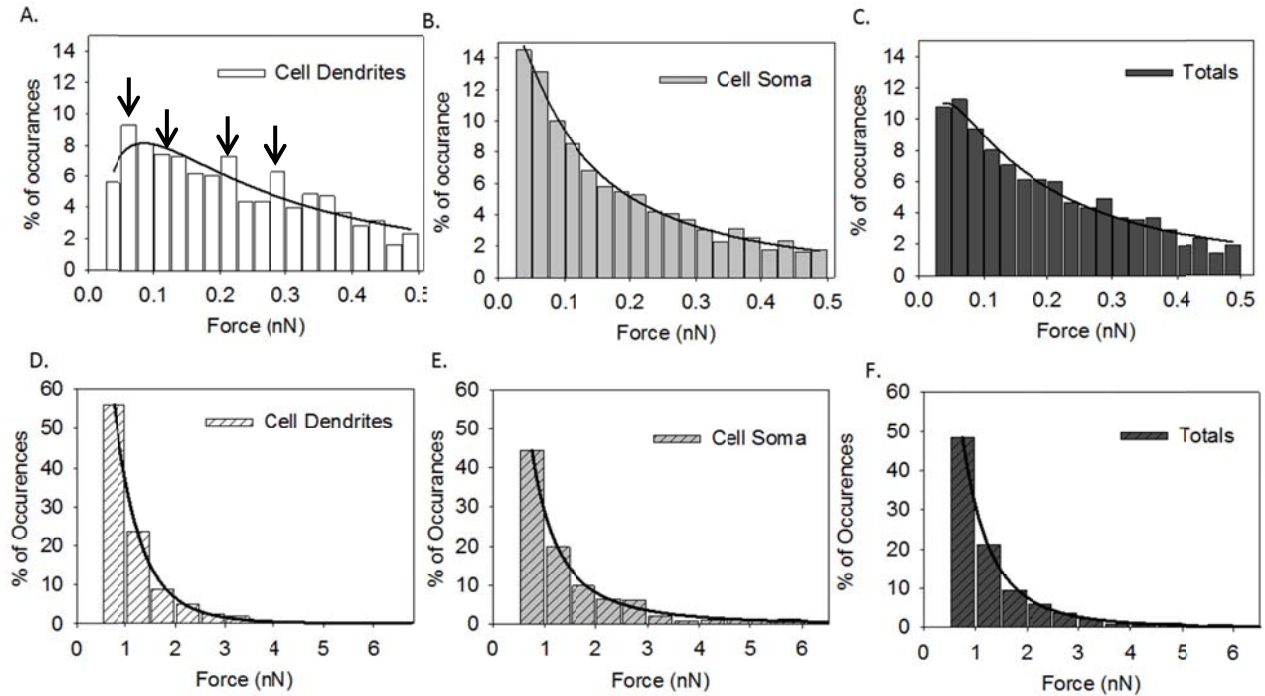 A.
B.
C.
% of occurances
14
12
10
8
6
4
2
0
Cell Dendrites
0.0 0.1 0.2 0.3 0.4
Force (nN)
% of occurance
14
12
10
8
6
4
2
0
Cell Soma
0.0 0.1 0.2 0.3 0.4 0.5
Force (nN)
% of occurances
14
12
10
8
6
4
2
0
Totals
0.0 0.1 0.2 0.3 0.4 0.5
Force (nN)
D.
E.
F.
% of Occurences
60
50
40
30
20
10
0
Cell Dendrites
0 1 2 3 4 5 6
Force (nN)
% of Occurances
60
50
40
30
20
10
0
Cell Soma
0 1 2 3 4 5 6
Force (nN)
% of Occurences
60
50
40
30
20
10
0
Totals
0 1 2 3 4 5 6
Force (nN)